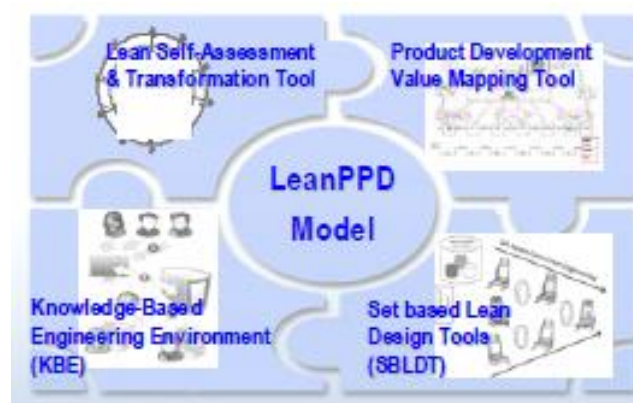 Lean Self-Assessment
& Transformation Tool
Product Development
Value Mapping Tool
LeanPPD
Model
Knowledge-Based
Engineering Environment
(KBE)
Set based Lean
Design Tools
(SBLDT)